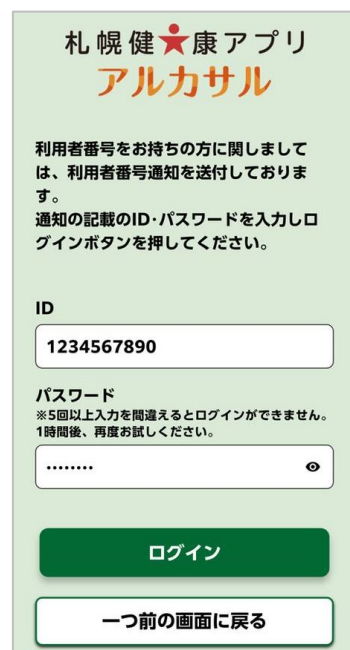 札幌健★康アプリ
アルカサル
利用者番号をお持ちの方に関しまして
は、利用者番号通知を送付しておりま
す。
通知の記載のID・パスワードを入力しロ
グインボタンを押してください。
ID
1234567890
パスワード
※5回以上入力を間違えるとログインができません。
1時間後、再度お試しください。
........
ログイン
一つ前の画面に戻る